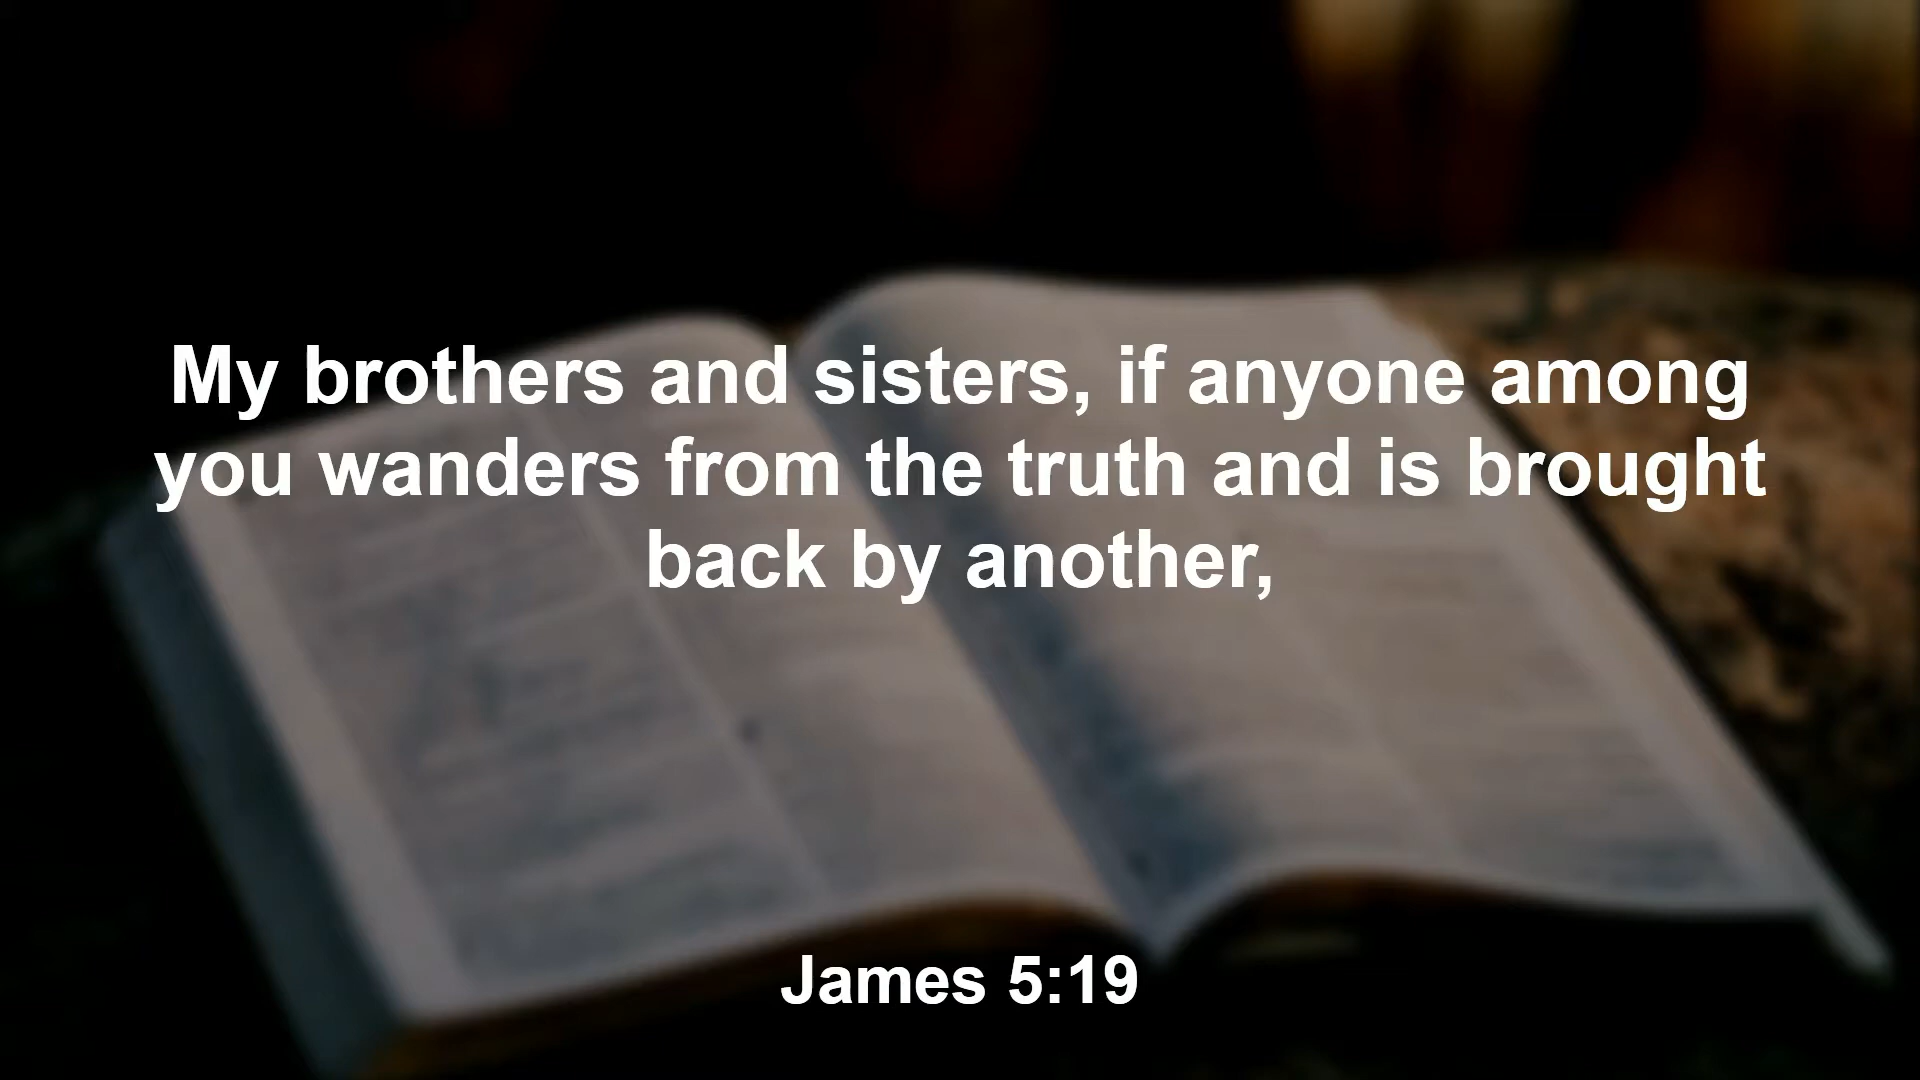 My brothers and sisters, if anyone among
you wanders from the truth and is brought
back by another,
James 5:19